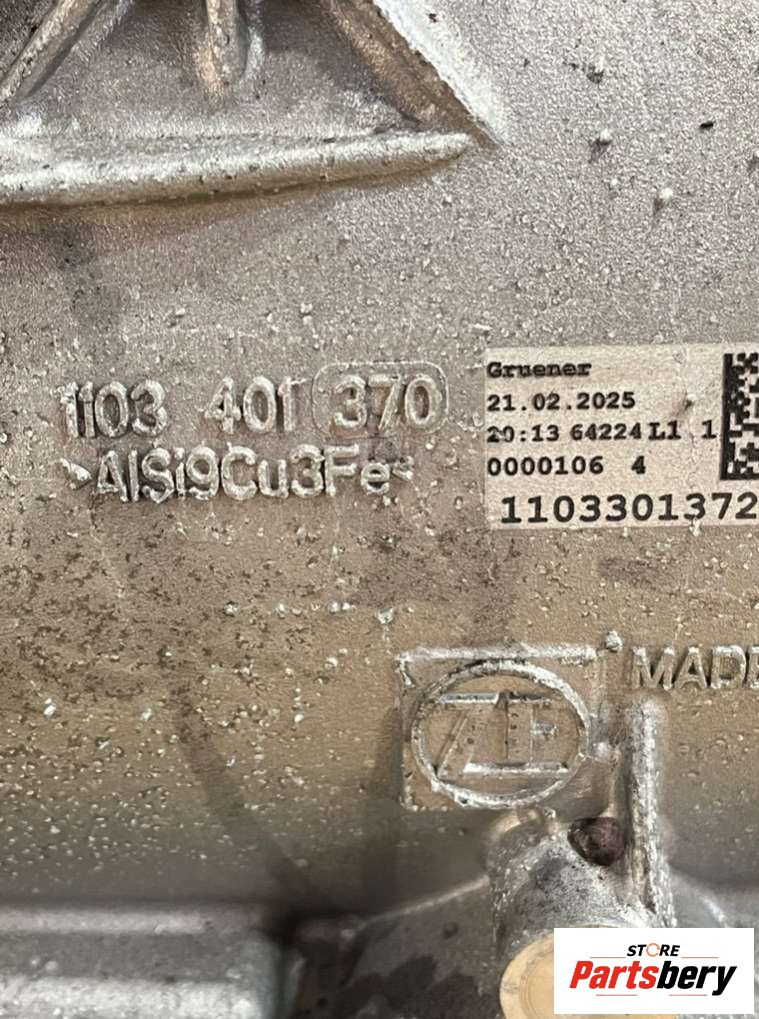 1103 401 370
>AlSi9Cu3Fe<
Gruener
21.02.2025
20:13 64224 L1 1
0000106 4
1103301372
ZF
MADE
STORE
Partsbery